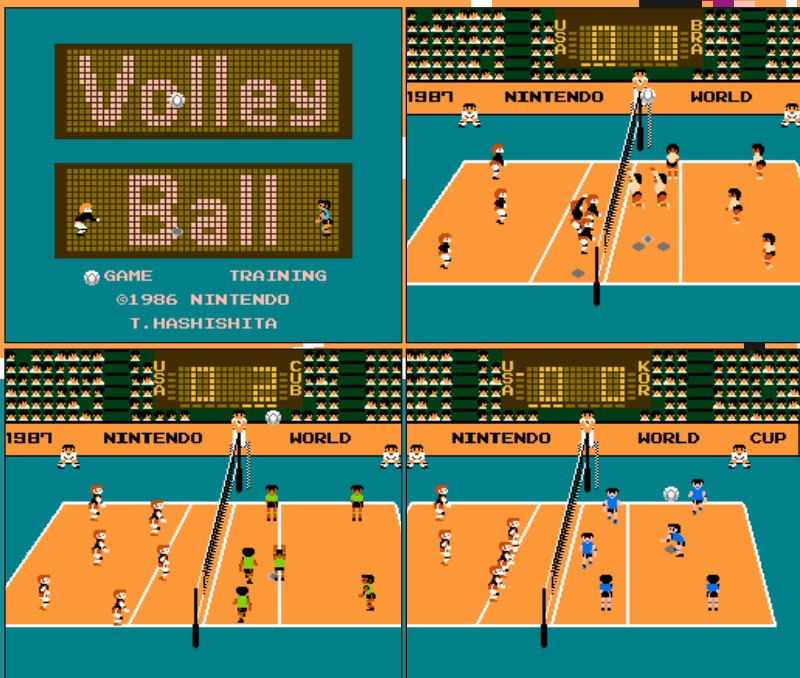 Volley
Ball
GAME TRAINING
©1986 NINTENDO
T.HASHISHITA
USA 0 0 BRA
1987 NINTENDO WORLD
USA 0 2 CUB
1987 NINTENDO WORLD
USA 0 0 KOR
NINTENDO WORLD CUP